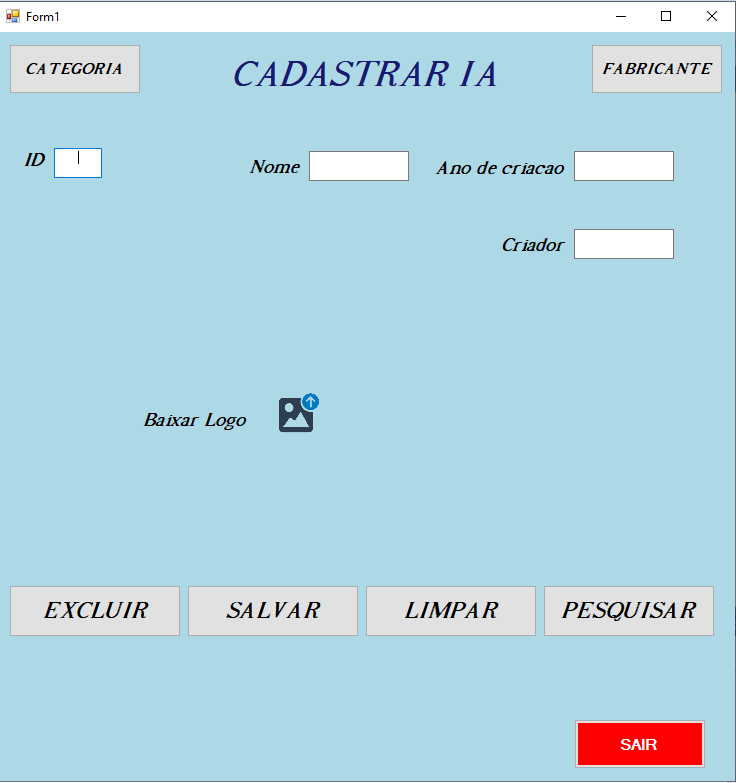 Form1
CATEGORIA
CADASTRAR IA
FABRICANTE
ID
Nome
Ano de criacao
Criador
Baixar Logo
EXCLUIR
SALVAR
LIMPAR
PESQUISAR
SAIR